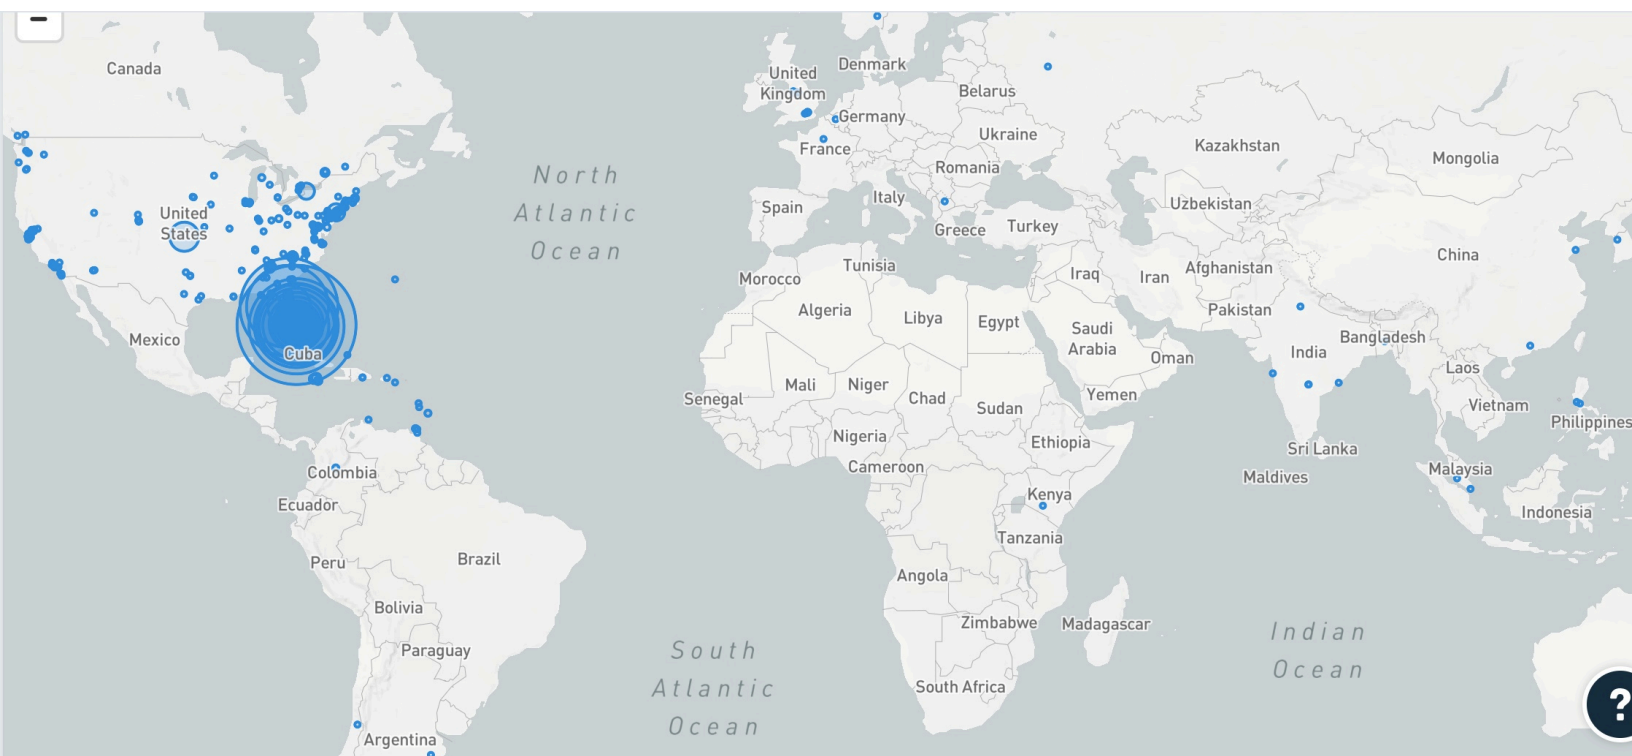 −
Canada
Denmark
United
Kingdom
Belarus
Germany
Ukraine
Kazakhstan
France
Mongolia
Romania
North
Atlantic
Ocean
Italy
Spain
Uzbekistan
United
States
Greece
Turkey
China
Tunisia
Morocco
Iraq
Iran
Afghanistan
Algeria
Libya
Egypt
Pakistan
Saudi
Arabia
Mexico
Cuba
Bangladesh
India
Oman
Laos
Mali
Niger
Chad
Sudan
Yemen
Senegal
Vietnam
Philippines
Nigeria
Ethiopia
Sri Lanka
Cameroon
Colombia
Malaysia
Maldives
Kenya
Ecuador
Indonesia
Tanzania
Brazil
Peru
Angola
Bolivia
Zimbabwe
Madagascar
Indian
Ocean
Paraguay
South
Atlantic
Ocean
South Africa
Argentina
?